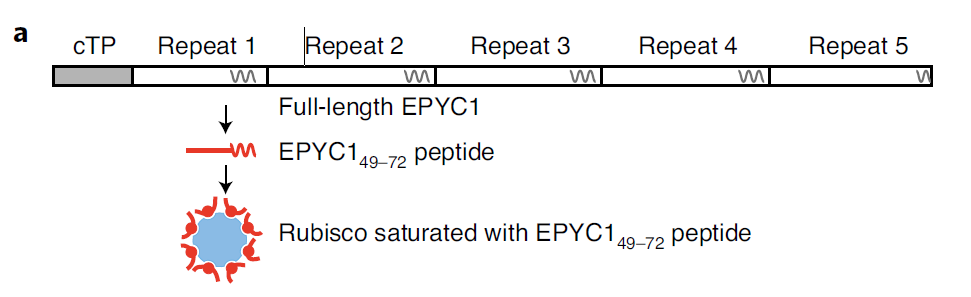 a
cTP Repeat 1 Repeat 2 Repeat 3 Repeat 4 Repeat 5
Full-length EPYC1
EPYC149–72 peptide
Rubisco saturated with EPYC149–72 peptide